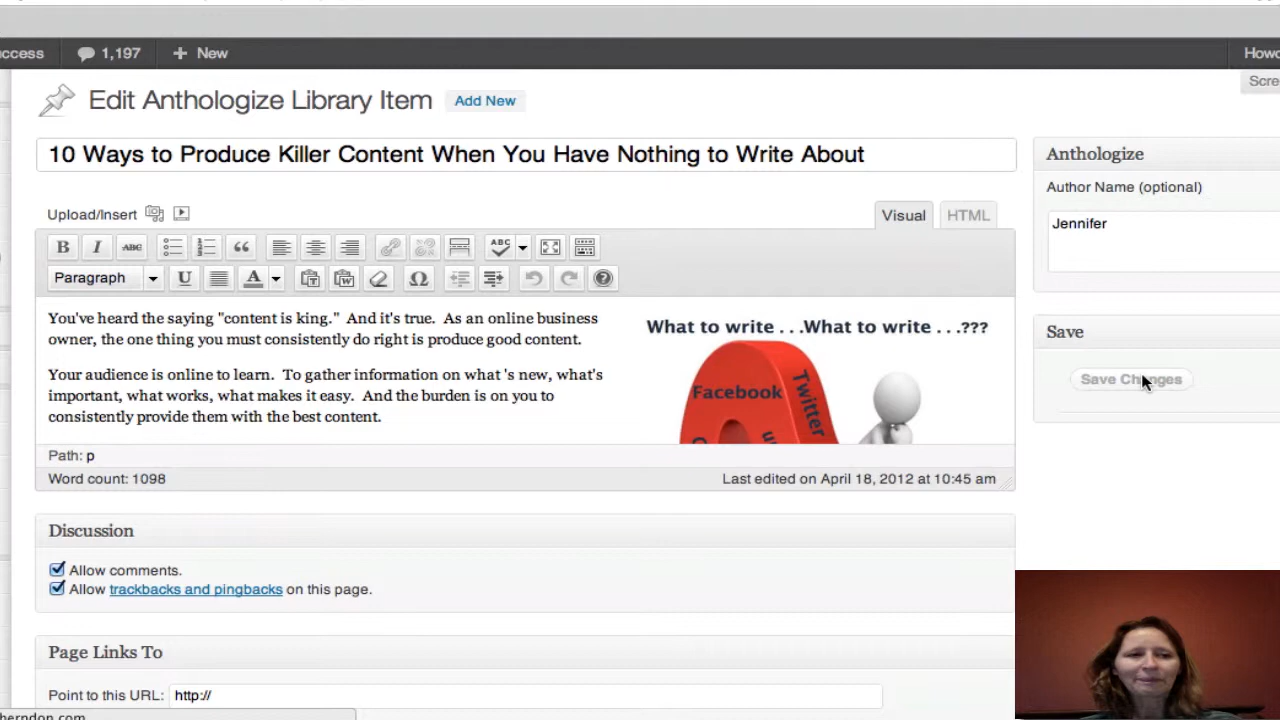 ccess 1,197 + New Howd
Scre
Edit Anthologize Library Item Add New
10 Ways to Produce Killer Content When You Have Nothing to Write About
Anthologize
Author Name (optional)
Jennifer
Upload/Insert Visual HTML
B I ABC ABC
Paragraph U A Ω ?
You've heard the saying "content is king." And it's true. As an online business
owner, the one thing you must consistently do right is produce good content.
Your audience is online to learn. To gather information on what 's new, what's
important, what works, what makes it easy. And the burden is on you to
consistently provide them with the best content.
What to write . . .What to write . . .???
Facebook
Twitter
Save
Save Changes
Path: p
Word count: 1098 Last edited on April 18, 2012 at 10:45 am
Discussion
Allow comments.
Allow trackbacks and pingbacks on this page.
Page Links To
Point to this URL: http://
herndon.com